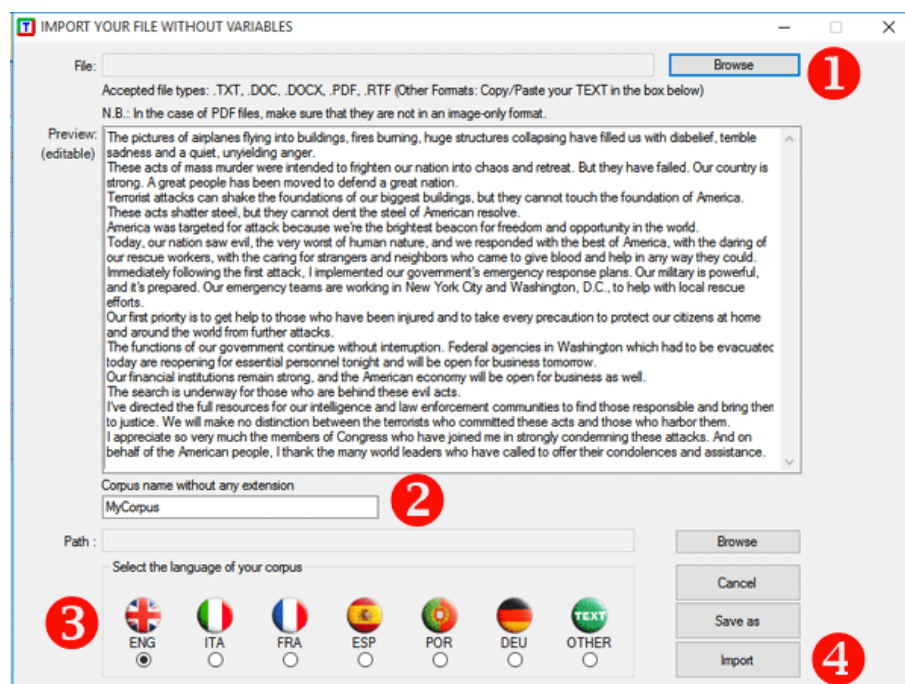 IMPORT YOUR FILE WITHOUT VARIABLES
File:
Browse
1
Accepted file types: .TXT, .DOC, .DOCX, .PDF, .RTF (Other Formats: Copy/Paste your TEXT in the box below)
N.B.: In the case of PDF files, make sure that they are not in an image-only format.
Preview:
(editable)
The pictures of airplanes flying into buildings, fires burning, huge structures collapsing have filled us with disbelief, terrible
sadness and a quiet, unyielding anger.
These acts of mass murder were intended to frighten our nation into chaos and retreat. But they have failed. Our country is
strong. A great people has been moved to defend a great nation.
Terrorist attacks can shake the foundations of our biggest buildings, but they cannot touch the foundation of America.
These acts shatter steel, but they cannot dent the steel of American resolve.
America was targeted for attack because we're the brightest beacon for freedom and opportunity in the world.
Today, our nation saw evil, the very worst of human nature, and we responded with the best of America, with the daring of
our rescue workers, with the caring for strangers and neighbors who came to give blood and help in any way they could.
Immediately following the first attack, I implemented our government's emergency response plans. Our military is powerful,
and it's prepared. Our emergency teams are working in New York City and Washington, D.C., to help with local rescue
efforts.
Our first priority is to get help to those who have been injured and to take every precaution to protect our citizens at home
and around the world from further attacks.
The functions of our government continue without interruption. Federal agencies in Washington which had to be evacuated
today are reopening for essential personnel tonight and will be open for business tomorrow.
Our financial institutions remain strong, and the American economy will be open for business as well.
The search is underway for those who are behind these evil acts.
I've directed the full resources for our intelligence and law enforcement communities to find those responsible and bring them
to justice. We will make no distinction between the terrorists who committed these acts and those who harbor them.
I appreciate so very much the members of Congress who have joined me in strongly condemning these attacks. And on
behalf of the American people, I thank the many world leaders who have called to offer their condolences and assistance.
Corpus name without any extension
MyCorpus
2
Path :
Browse
Select the language of your corpus
3
TEXT
ENG ITA FRA ESP POR DEU OTHER
Cancel
Save as
Import
4